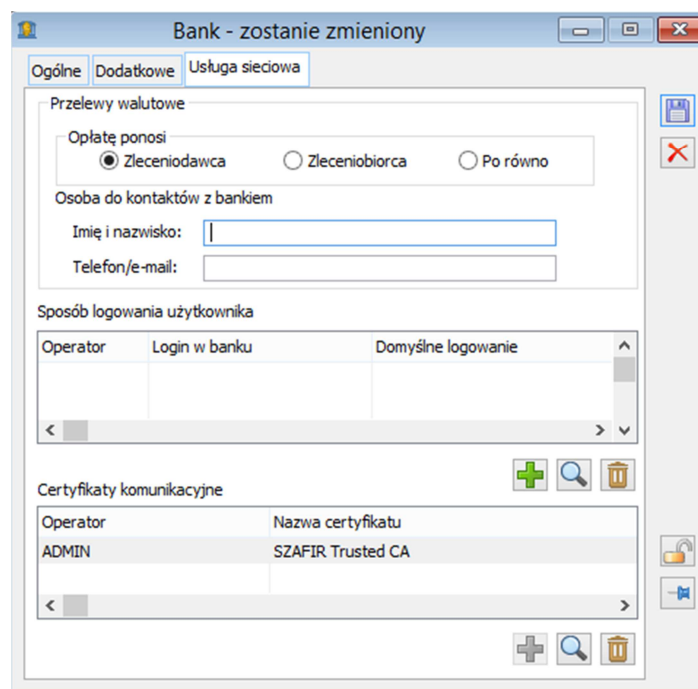 Bank - zostanie zmieniony
Ogólne Dodatkowe Usługa sieciowa
Przelewy walutowe
Opłatę ponosi
Zleceniodawca Zleceniobiorca Po równo
Osoba do kontaktów z bankiem
Imię i nazwisko:
Telefon/e-mail:
Sposób logowania użytkownika
Operator Login w banku Domyślne logowanie
Certyfikaty komunikacyjne
Operator Nazwa certyfikatu
ADMIN SZAFIR Trusted CA